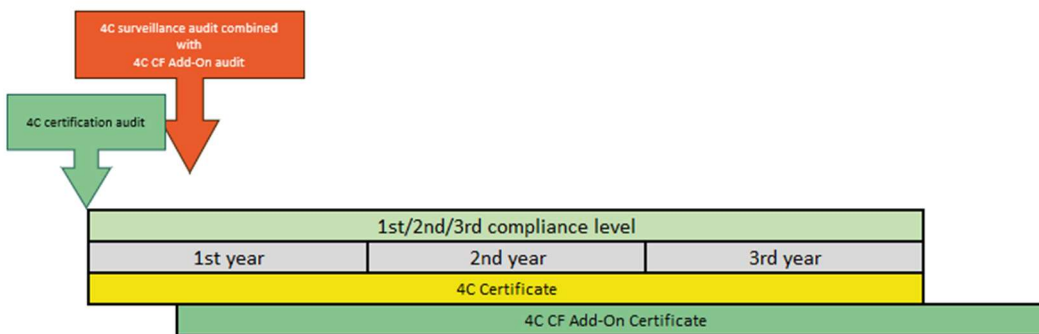 4C surveillance audit combined
with
4C CF Add-On audit
4C certification audit
1st/2nd/3rd compliance level
1st year
2nd year
3rd year
4C Certificate
4C CF Add-On Certificate